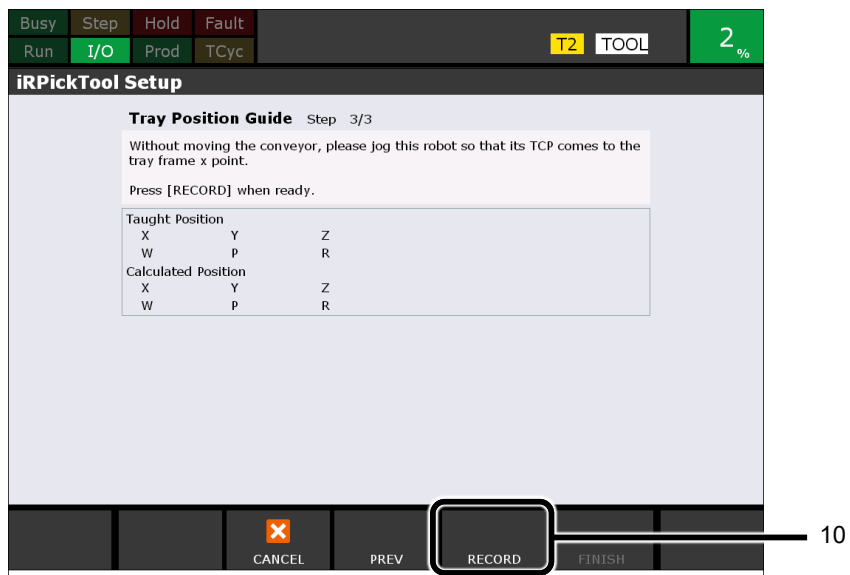 Busy Step Hold Fault
Run I/O Prod TCyc
T2 TOOL 2 %
iRPickTool Setup
Tray Position Guide Step 3/3
Without moving the conveyor, please jog this robot so that its TCP comes to the
tray frame x point.
Press [RECORD] when ready.
Taught Position
X Y Z
W P R
Calculated Position
X Y Z
W P R
CANCEL PREV RECORD FINISH
10